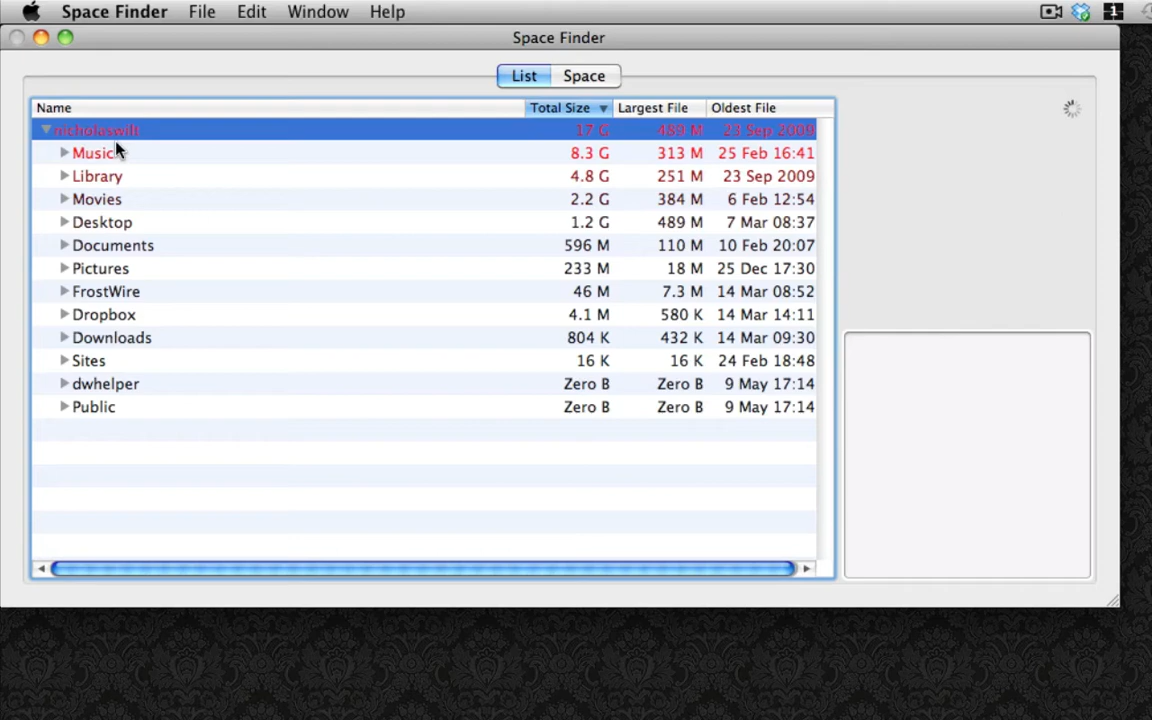 Space Finder File Edit Window Help 1
Space Finder
List Space
Name Total Size Largest File Oldest File
nicholaswilt 17 G 489 M 23 Sep 2009
Music 8.3 G 313 M 25 Feb 16:41
Library 4.8 G 251 M 23 Sep 2009
Movies 2.2 G 384 M 6 Feb 12:54
Desktop 1.2 G 489 M 7 Mar 08:37
Documents 596 M 110 M 10 Feb 20:07
Pictures 233 M 18 M 25 Dec 17:30
FrostWire 46 M 7.3 M 14 Mar 08:52
Dropbox 4.1 M 580 K 14 Mar 14:11
Downloads 804 K 432 K 14 Mar 09:30
Sites 16 K 16 K 24 Feb 18:48
dwhelper Zero B Zero B 9 May 17:14
Public Zero B Zero B 9 May 17:14